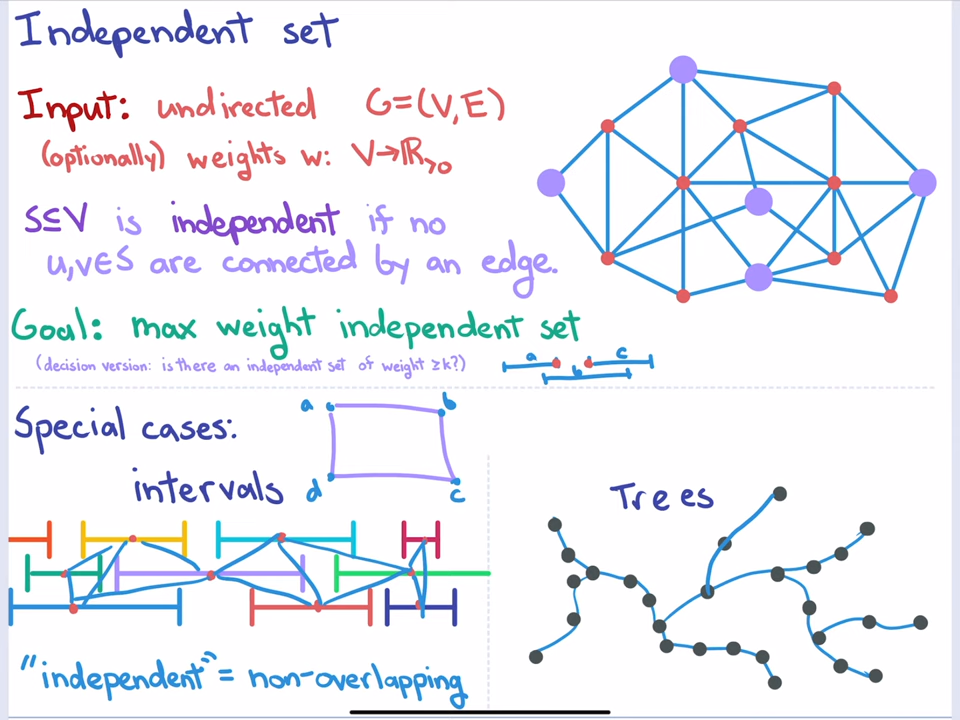 Independent set
Input: undirected G=(V,E)
(optionally) weights w: V→ℝ>0
S⊆V is independent if no
u,v∈S are connected by an edge.
Goal: max weight independent set
(decision version: is there an independent set of weight ≥k?)
a
c
b
Special cases:
a
b
d
c
intervals
Trees
"independent" = non-overlapping